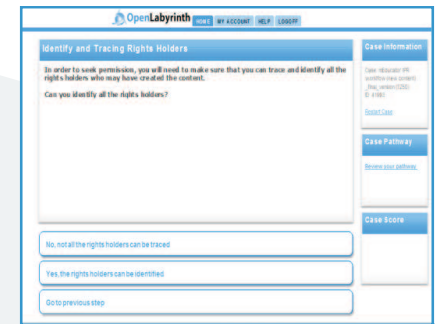 OpenLabyrinth HOME MY ACCOUNT HELP LOGOFF
Identify and Tracing Rights Holders
In order to seek permission, you will need to make sure that you can trace and identify all the
rights holders who may have created the content.
Can you identify all the rights holders?
No, not all the rights holders can be traced
Yes, the rights holders can be identified
Go to previous step
Case Information
Restart Case
Case Pathway
Review your pathway
Case Score